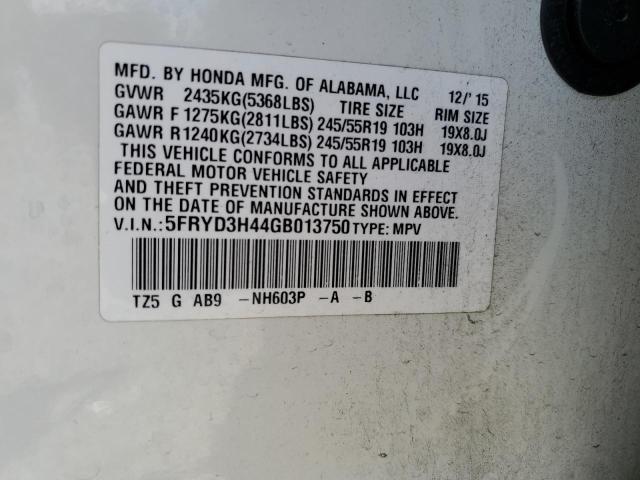 MFD. BY HONDA MFG. OF ALABAMA, LLC 12/'15
GVWR 2435KG(5368LBS) TIRE SIZE RIM SIZE
GAWR F 1275KG(2811LBS) 245/55R19 103H 19X8.0J
GAWR R1240KG(2734LBS) 245/55R19 103H 19X8.0J
THIS VEHICLE CONFORMS TO ALL APPLICABLE
FEDERAL MOTOR VEHICLE SAFETY
AND THEFT PREVENTION STANDARDS IN EFFECT
ON THE DATE OF MANUFACTURE SHOWN ABOVE.
V.I.N.: 5FRYD3H44GB013750 TYPE: MPV
TZ5 G AB9 -NH603P -A -B